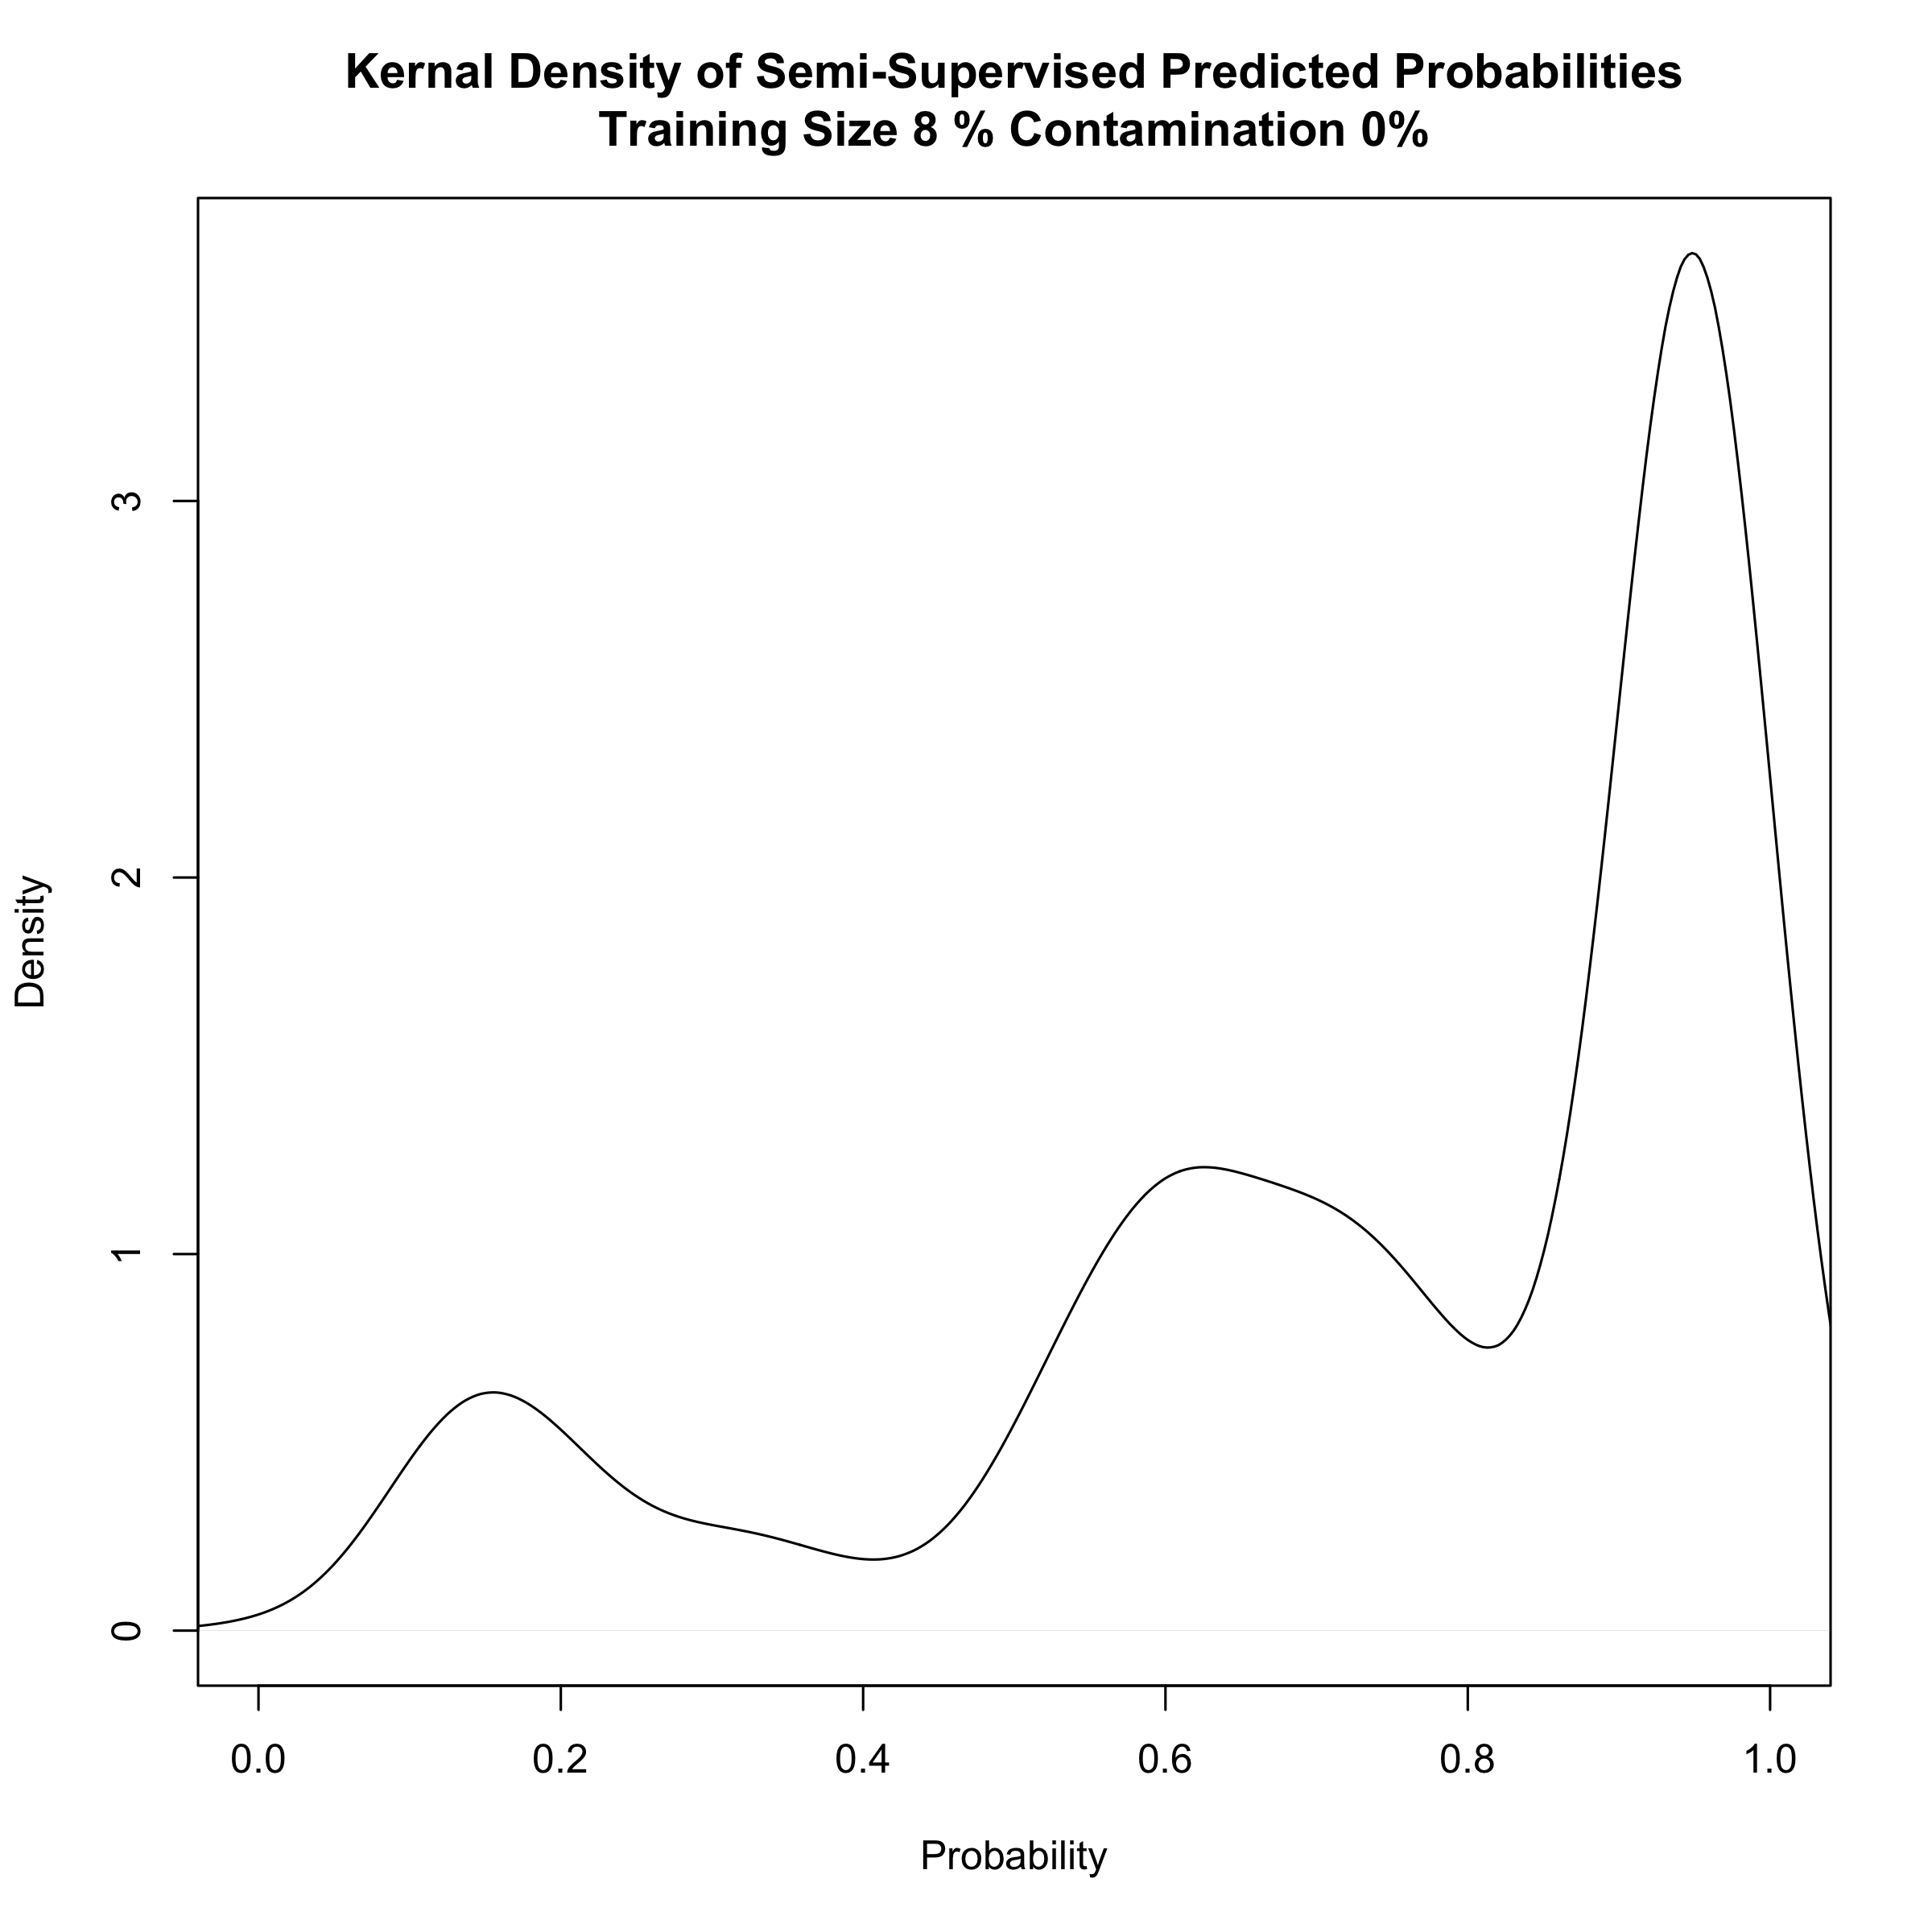 Kernal Density of Semi-Supervised Predicted Probabilities
Training Size 8 % Contamination 0%
Density
3
2
1
0
0.0 0.2 0.4 0.6 0.8 1.0
Probability